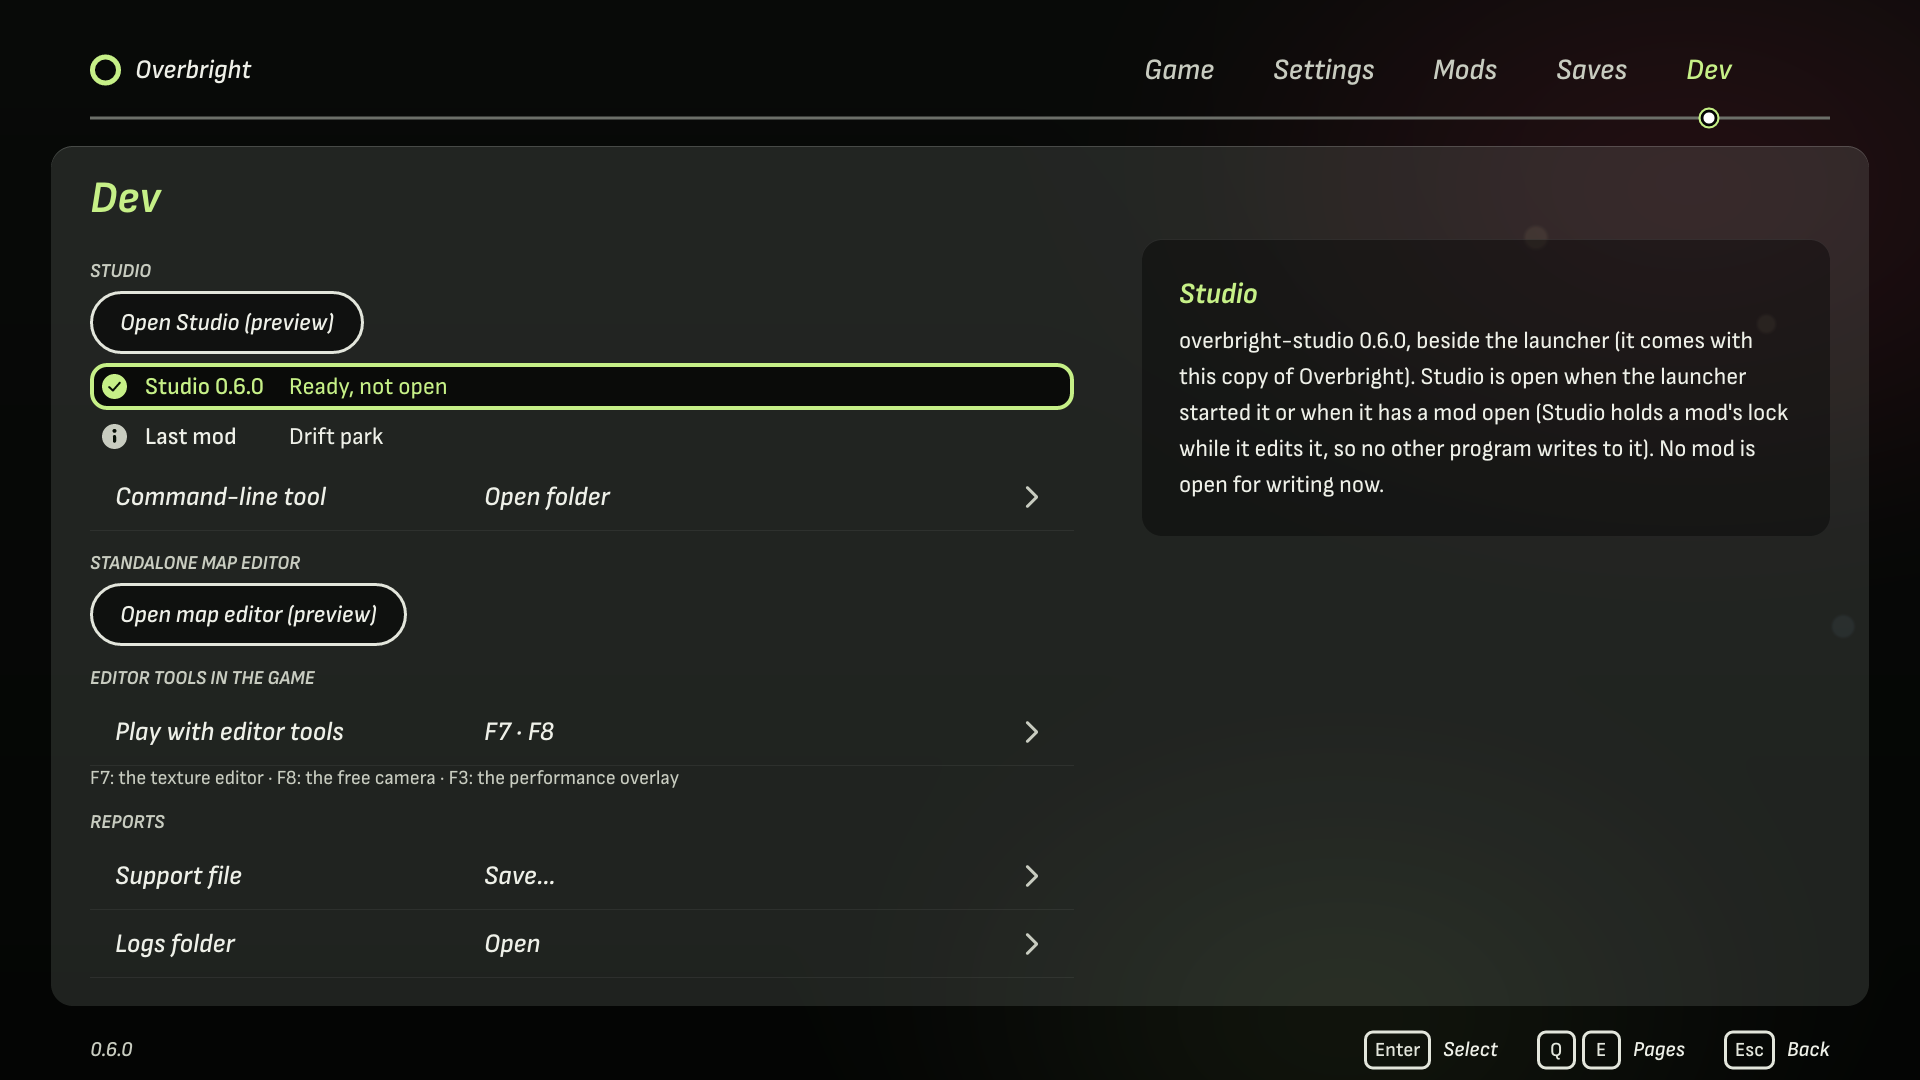 Overbright
Game
Settings
Mods
Saves
Dev
Dev
STUDIO
Open Studio (preview)
Studio 0.6.0 Ready, not open
Last mod Drift park
Command-line tool Open folder
STANDALONE MAP EDITOR
Open map editor (preview)
EDITOR TOOLS IN THE GAME
Play with editor tools F7 · F8
F7: the texture editor · F8: the free camera · F3: the performance overlay
REPORTS
Support file Save...
Logs folder Open
Studio
overbright-studio 0.6.0, beside the launcher (it comes with
this copy of Overbright). Studio is open when the launcher
started it or when it has a mod open (Studio holds a mod's lock
while it edits it, so no other program writes to it). No mod is
open for writing now.
0.6.0
Enter Select
Q E Pages
Esc Back